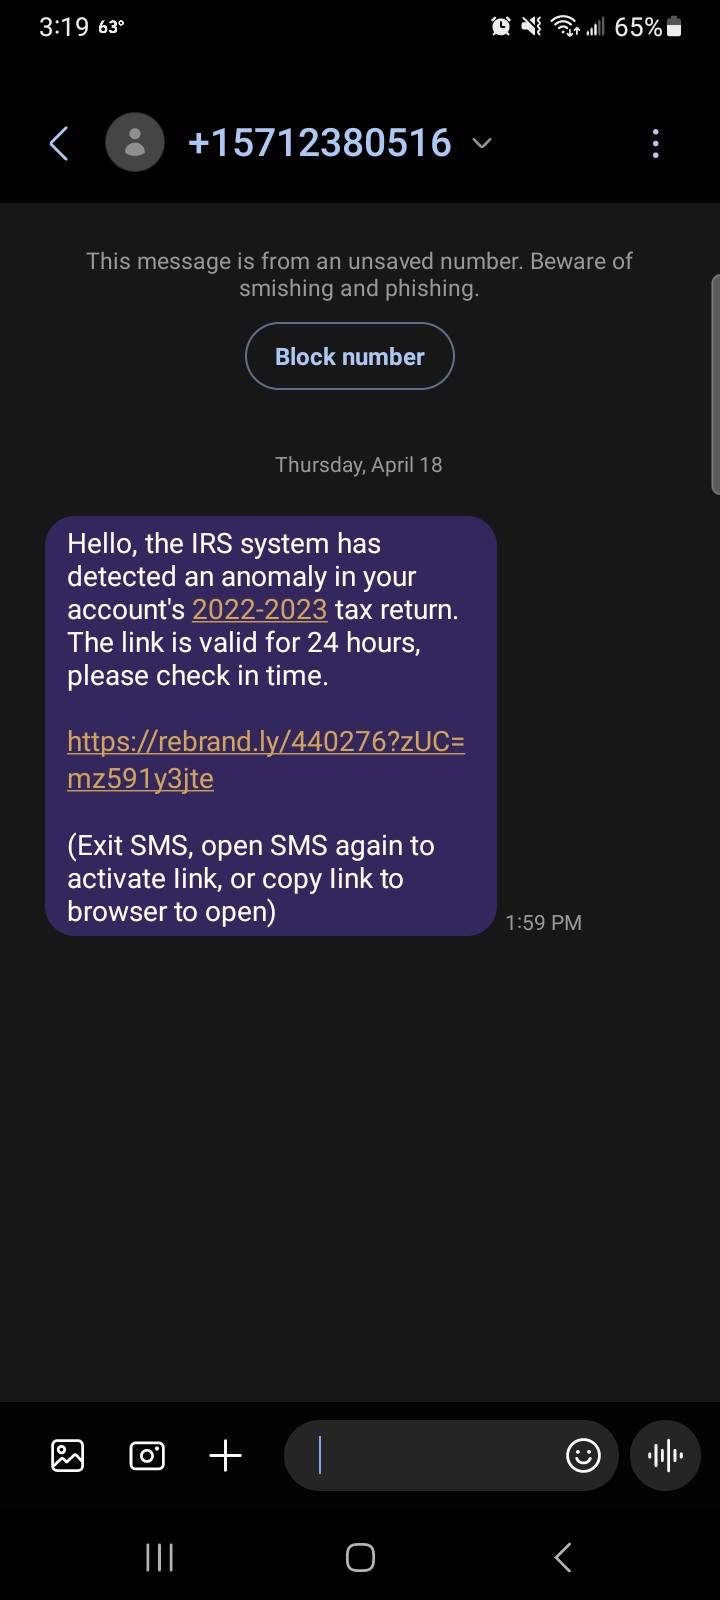 3:19 63° 65%
+15712380516
This message is from an unsaved number. Beware of
smishing and phishing.
Block number
Thursday, April 18
Hello, the IRS system has
detected an anomaly in your
account's 2022-2023 tax return.
The link is valid for 24 hours,
please check in time.
https://rebrand.ly/440276?zUC=
mz591y3jte
(Exit SMS, open SMS again to
activate Iink, or copy Iink to
browser to open)
1:59 PM